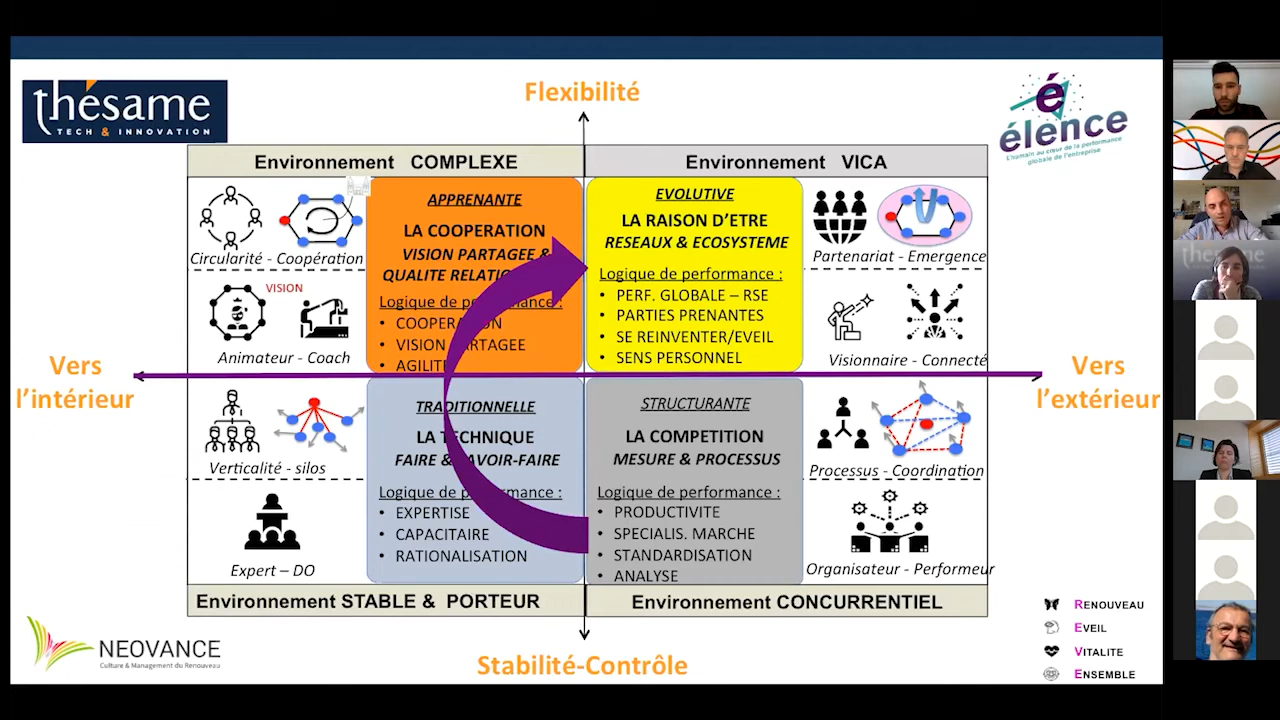 Flexibilité
thésame
TECH & INNOVATION
é
élence
L'humain au cœur de la performance
globale de l'entreprise
Environnement COMPLEXE
Environnement VICA
Circularité - Coopération
VISION
Animateur - Coach
APPRENANTE
LA COOPERATION
VISION PARTAGEE &
QUALITE RELATIO
Logique de performance :
• COOPERATION
• VISION PARTAGEE
• AGILIT
EVOLUTIVE
LA RAISON D'ETRE
RESEAUX & ECOSYSTEME
Logique de performance :
• PERF. GLOBALE – RSE
• PARTIES PRENANTES
• SE REINVENTER/EVEIL
• SENS PERSONNEL
Partenariat - Emergence
Visionnaire - Connecté
Vers
l'intérieur
Vers
l'extérieur
Verticalité - silos
Expert – DO
TRADITIONNELLE
LA TECHNIQUE
FAIRE & SAVOIR-FAIRE
Logique de performance :
• EXPERTISE
• CAPACITAIRE
• RATIONALISATION
STRUCTURANTE
LA COMPETITION
MESURE & PROCESSUS
Logique de performance :
• PRODUCTIVITE
• SPECIALIS. MARCHE
• STANDARDISATION
• ANALYSE
Processus - Coordination
Organisateur - Performeur
Environnement STABLE & PORTEUR
Environnement CONCURRENTIEL
Stabilité-Contrôle
NEOVANCE
Culture & Management du Renouveau
RENOUVEAU
EVEIL
VITALITE
ENSEMBLE
thésame